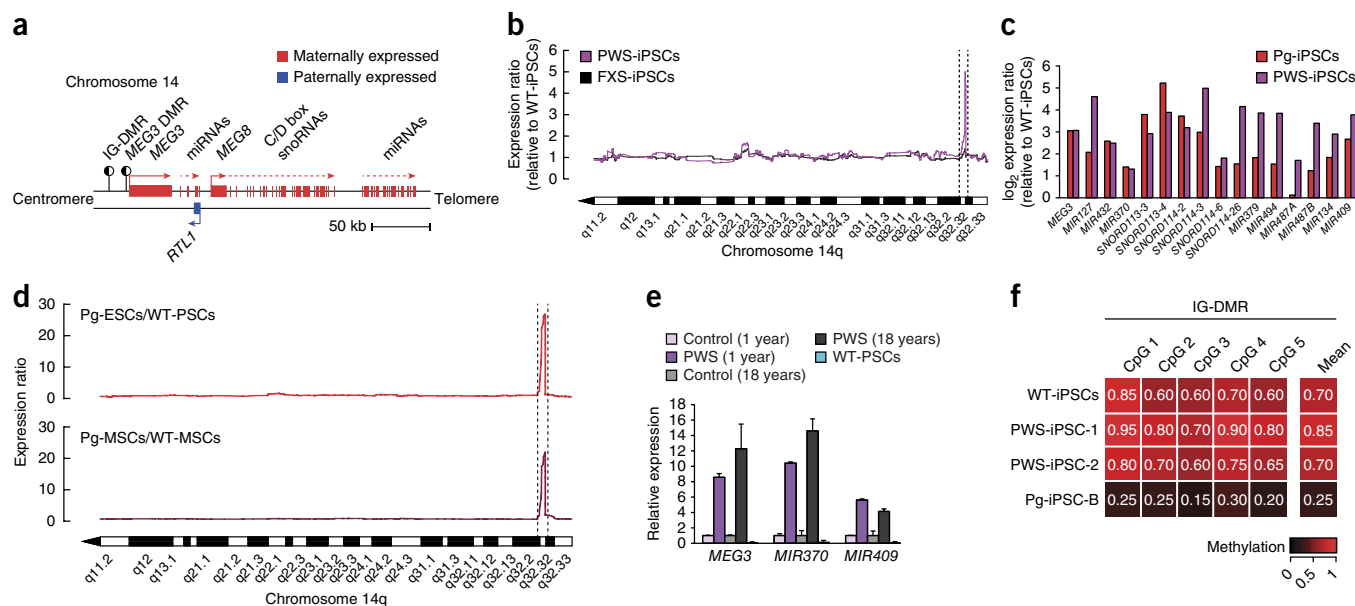 a
Maternally expressed
Paternally expressed
Chromosome 14
IG-DMR
MEG3 DMR
MEG3
miRNAs
MEG8
C/D box
snoRNAs
miRNAs
Centromere
Telomere
RTL1
50 kb
b
PWS-iPSCs
FXS-iPSCs
Expression ratio
(relative to WT-iPSCs)
6
5
4
3
2
1
0
q11.2
q12
q13.1
q21.1
q21.2
q21.3
q22.1
q22.3
q23.1
q23.2
q23.3
q24.1
q24.2
q24.3
q31.1
q31.3
q32.11
q32.12
q32.13
q32.2
q32.32
q32.33
Chromosome 14q
c
Pg-iPSCs
PWS-iPSCs
log2 expression ratio
(relative to WT-iPSCs)
6
5
4
3
2
1
0
MEG3
MIR127
MIR432
MIR370
SNORD113-3
SNORD113-4
SNORD114-2
SNORD114-3
SNORD114-6
SNORD114-26
MIR379
MIR494
MIR487A
MIR487B
MIR134
MIR409
d
Expression ratio
30
20
10
0
Pg-ESCs/WT-PSCs
30
20
10
0
Pg-MSCs/WT-MSCs
q11.2
q12
q13.1
q21.1
q21.2
q21.3
q22.1
q22.3
q23.1
q23.2
q23.3
q24.1
q24.2
q24.3
q31.1
q31.3
q32.11
q32.12
q32.13
q32.2
q32.32
q32.33
Chromosome 14q
e
Control (1 year)
PWS (1 year)
Control (18 years)
PWS (18 years)
WT-PSCs
Relative expression
18
16
14
12
10
8
6
4
2
0
MEG3 MIR370 MIR409
f
IG-DMR
CpG 1 CpG 2 CpG 3 CpG 4 CpG 5 Mean
WT-iPSCs 0.85 0.60 0.60 0.70 0.60 0.70
PWS-iPSC-1 0.95 0.80 0.70 0.90 0.80 0.85
PWS-iPSC-2 0.80 0.70 0.60 0.75 0.65 0.70
Pg-iPSC-B 0.25 0.25 0.15 0.30 0.20 0.25
Methylation
0 0.5 1